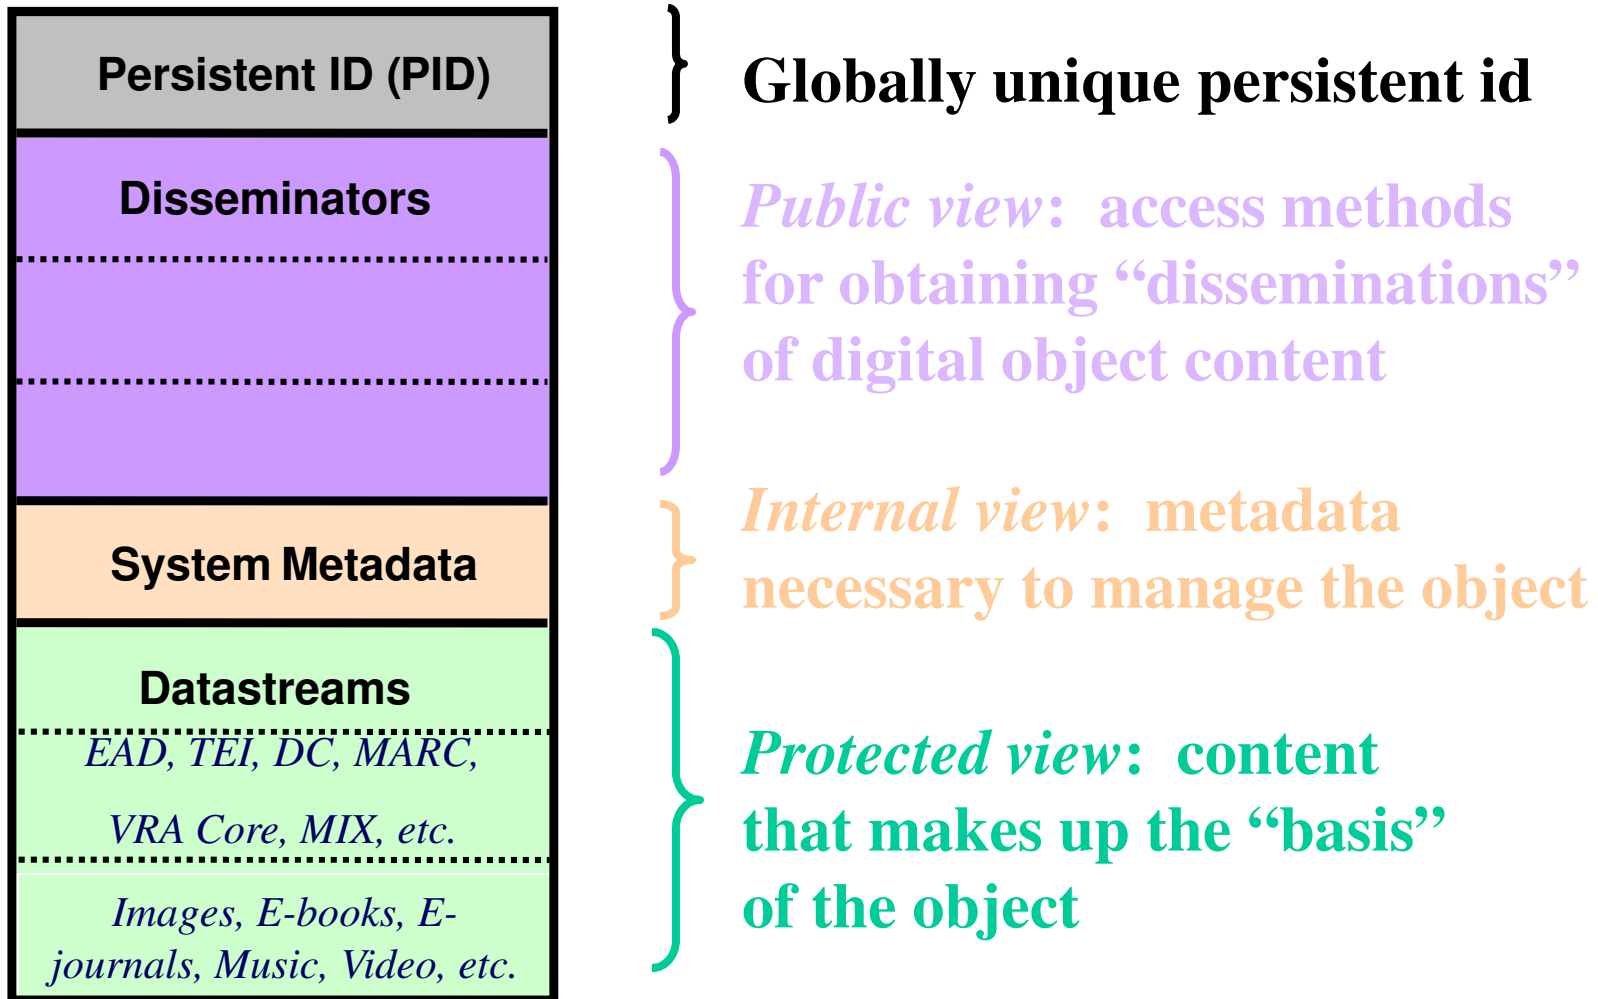 Persistent ID (PID)
Globally unique persistent id
Disseminators
Public view:  access methods
for obtaining “disseminations”
of digital object content
System Metadata
Internal view:  metadata
necessary to manage the object
Datastreams
EAD, TEI, DC, MARC,
VRA Core, MIX, etc.
Images, E-books, E-
journals, Music, Video, etc.
Protected view:  content
that makes up the “basis”
of the object